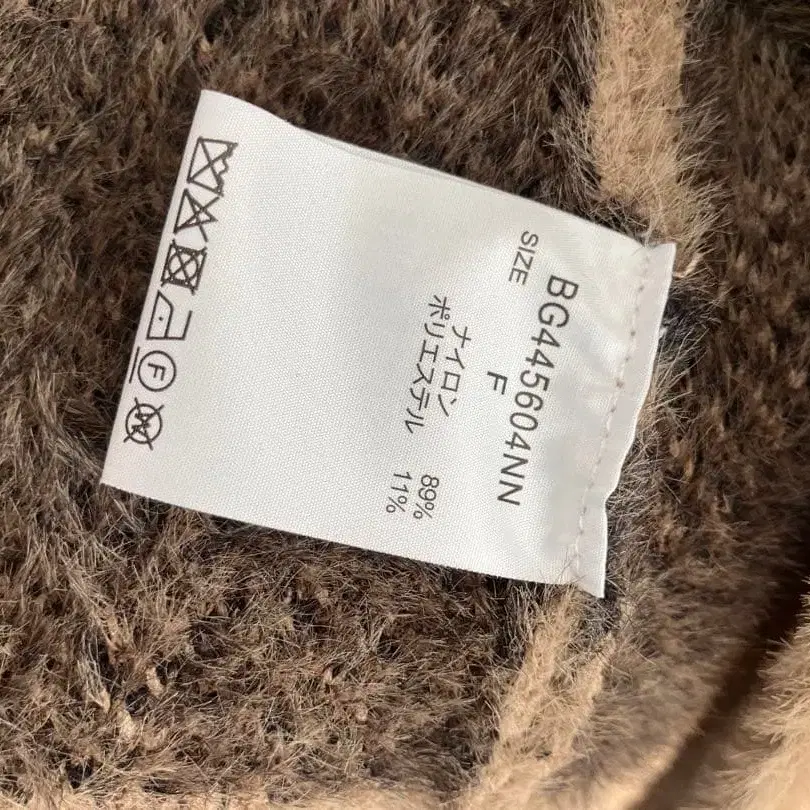 BG445604NN
SIZE F
ナイロン 89%
ポリエステル 11%
F
W